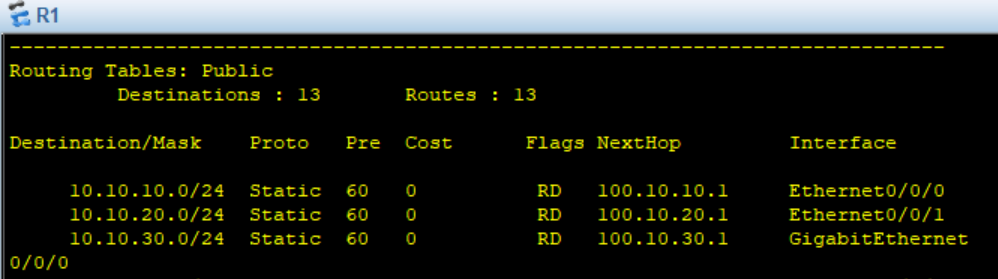 R1
--------------------------------------------------------------------------------
Routing Tables: Public
Destinations : 13 Routes : 13
Destination/Mask Proto Pre Cost Flags NextHop Interface
10.10.10.0/24 Static 60 0 RD 100.10.10.1 Ethernet0/0/0
10.10.20.0/24 Static 60 0 RD 100.10.20.1 Ethernet0/0/1
10.10.30.0/24 Static 60 0 RD 100.10.30.1 GigabitEthernet
0/0/0